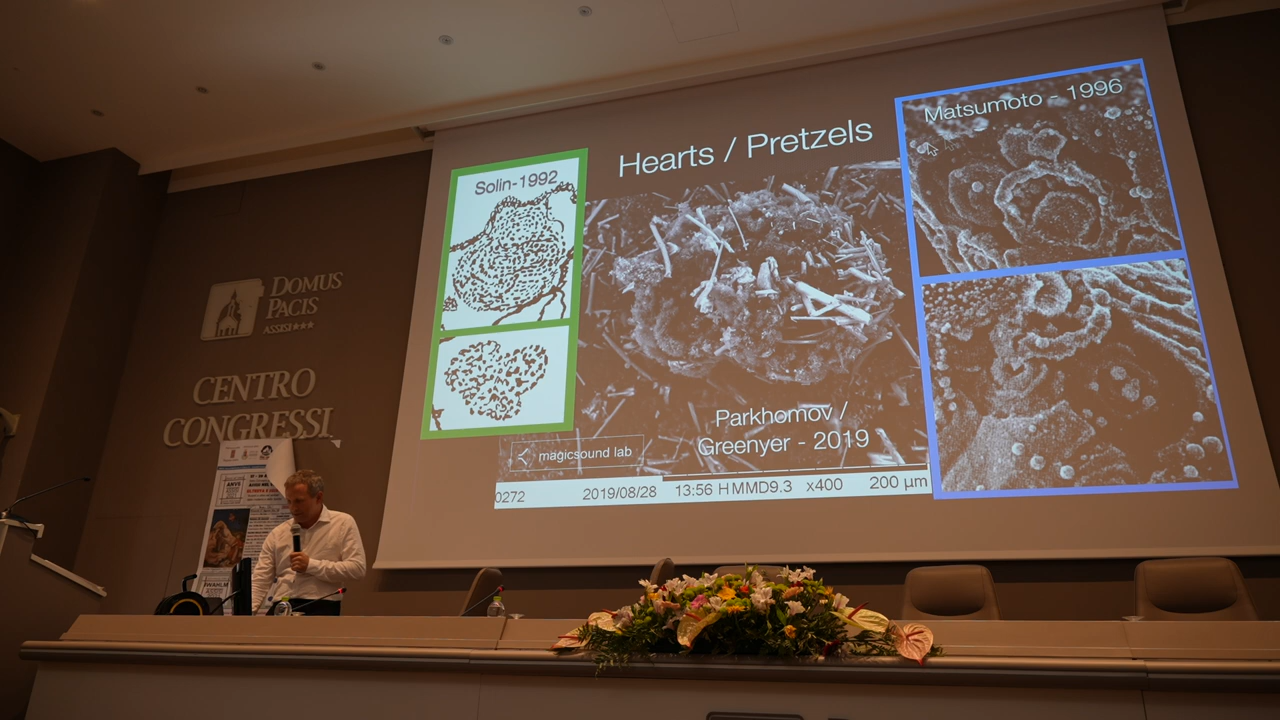 Hearts / Pretzels
Solin-1992
Matsumoto - 1996
Parkhomov /
Greenyer - 2019
magicsound lab
0272
2019/08/28
13:56 HMMD9.3
x400
200 µm
DOMUS
PACIS
ASSISI★★★
CENTRO
CONGRESSI